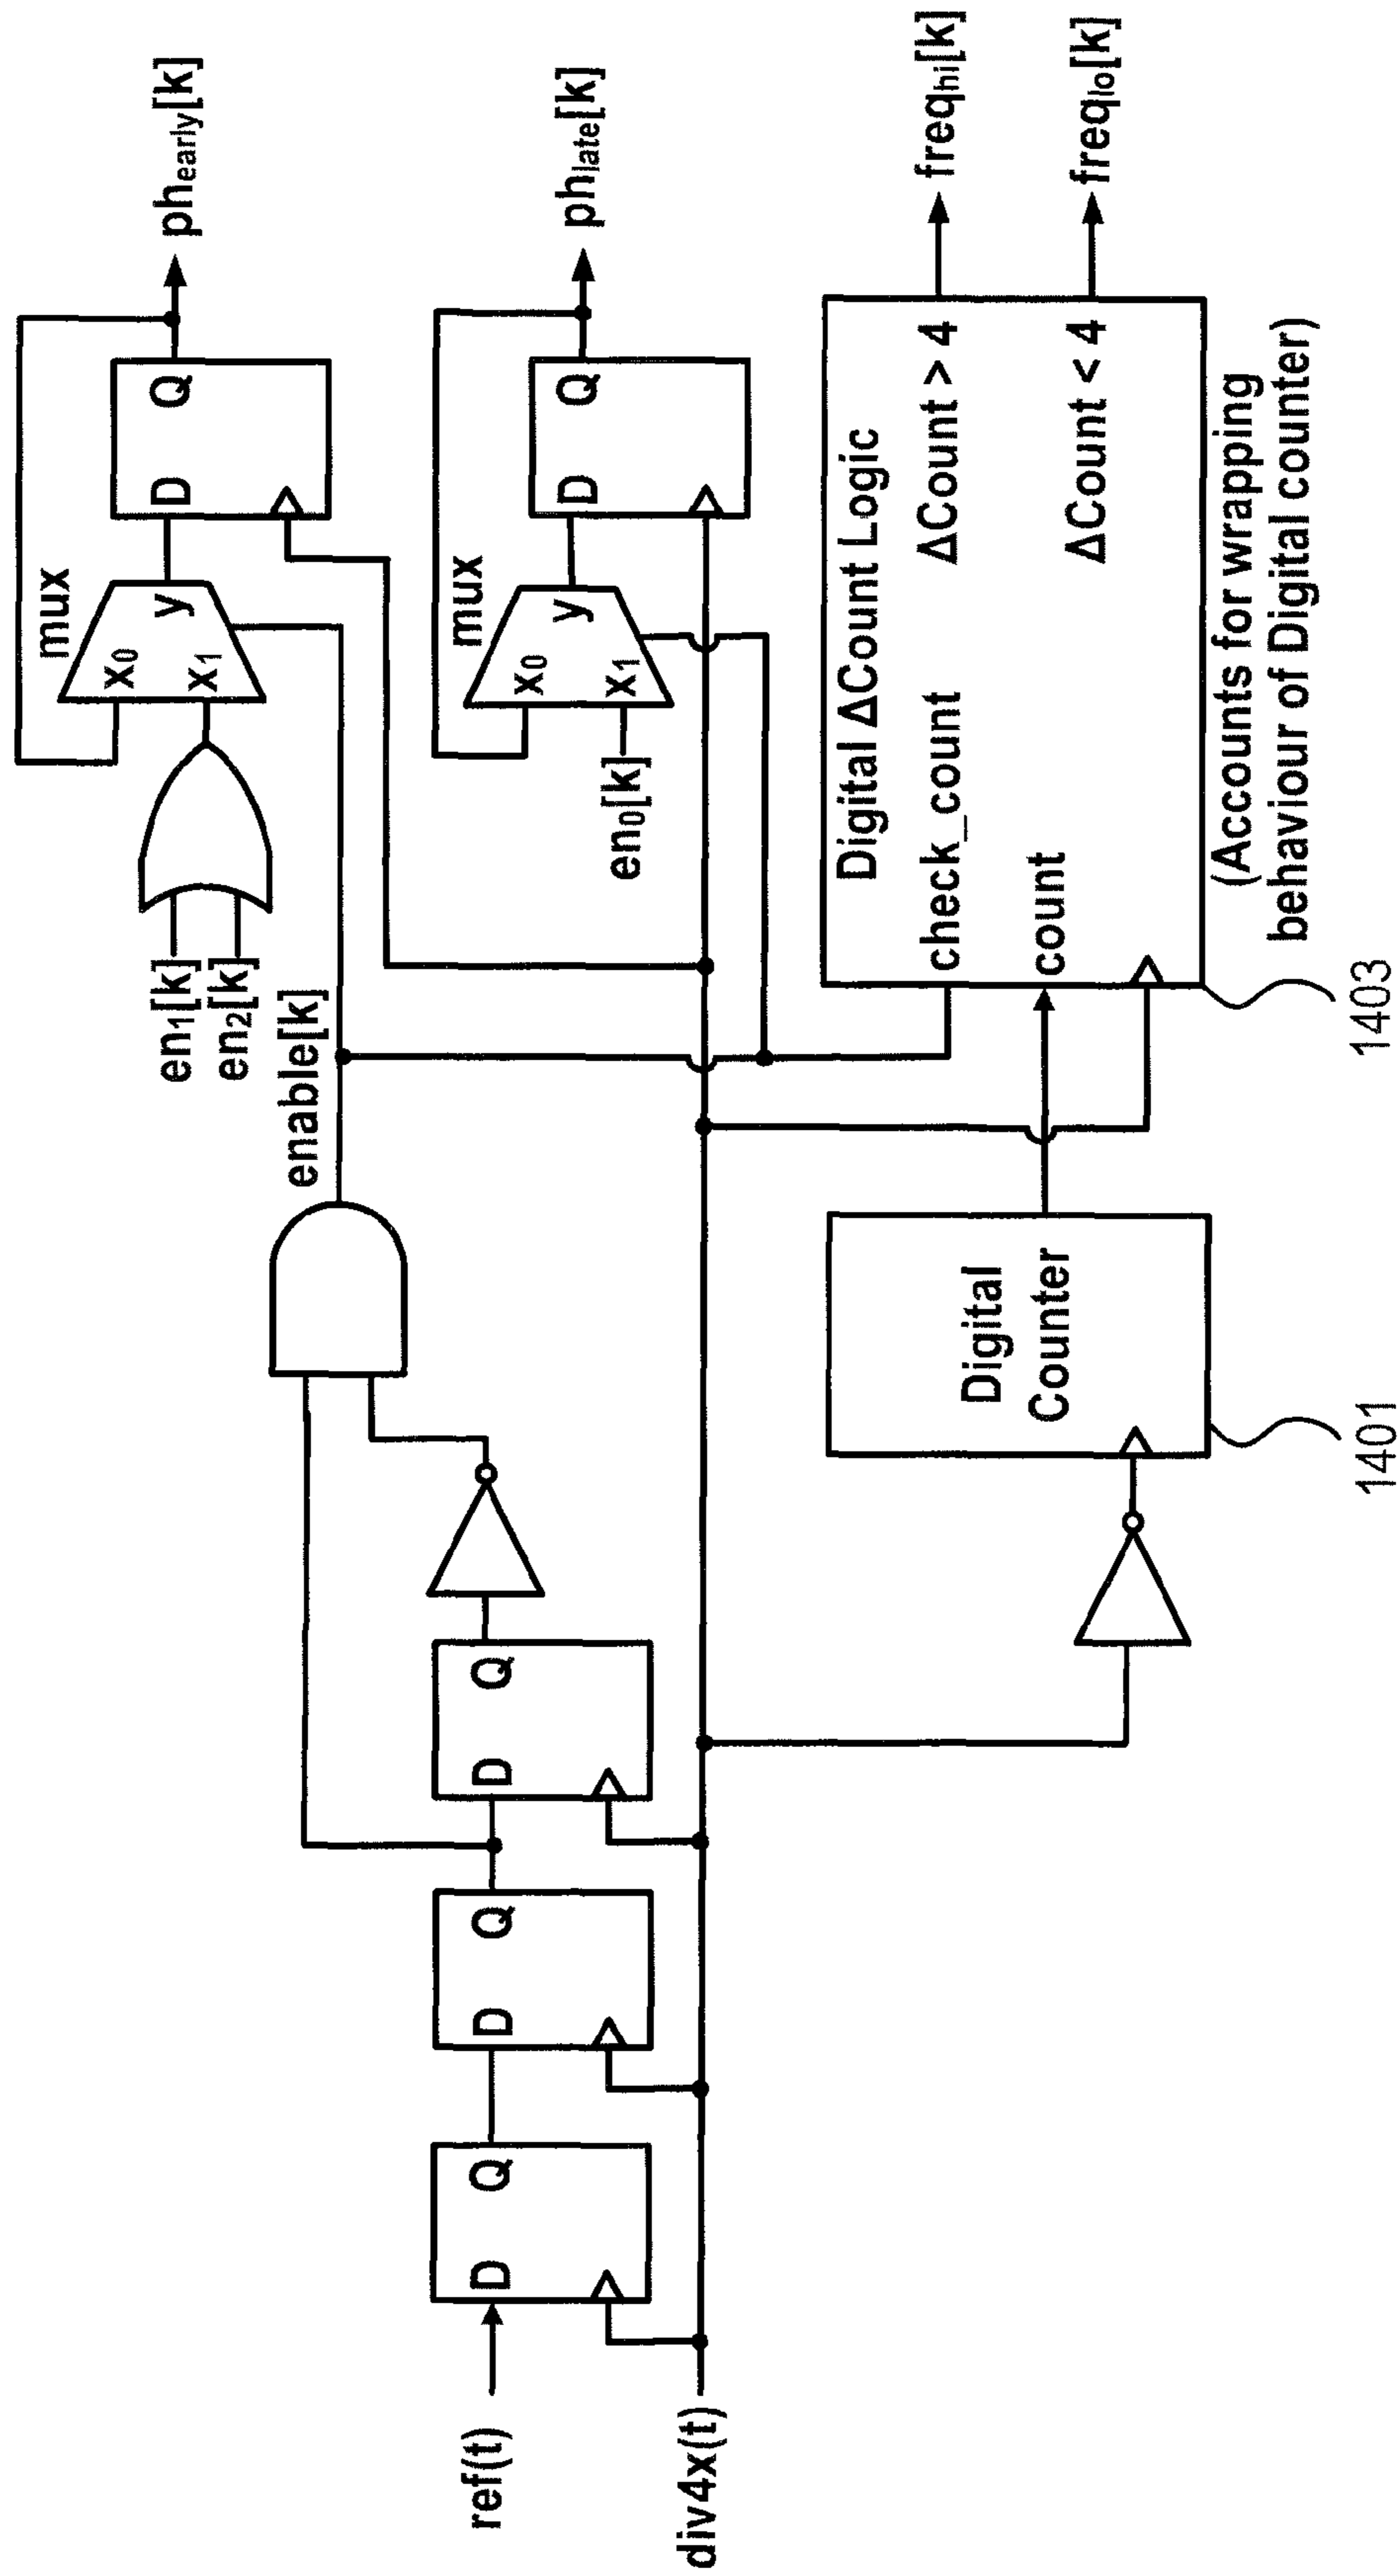 ref(t)
div4x(t)
D Q
D Q
D Q
enable[k]
en1[k]
en2[k]
mux
x0
x1
y
D Q
phearly[k]
mux
x0
x1
y
en0[k]
D Q
phlate[k]
Digital
Counter
1401
Digital ΔCount Logic
check_count
ΔCount > 4
count
ΔCount < 4
freqhi[k]
freqlo[k]
(Accounts for wrapping
behaviour of Digital counter)
1403